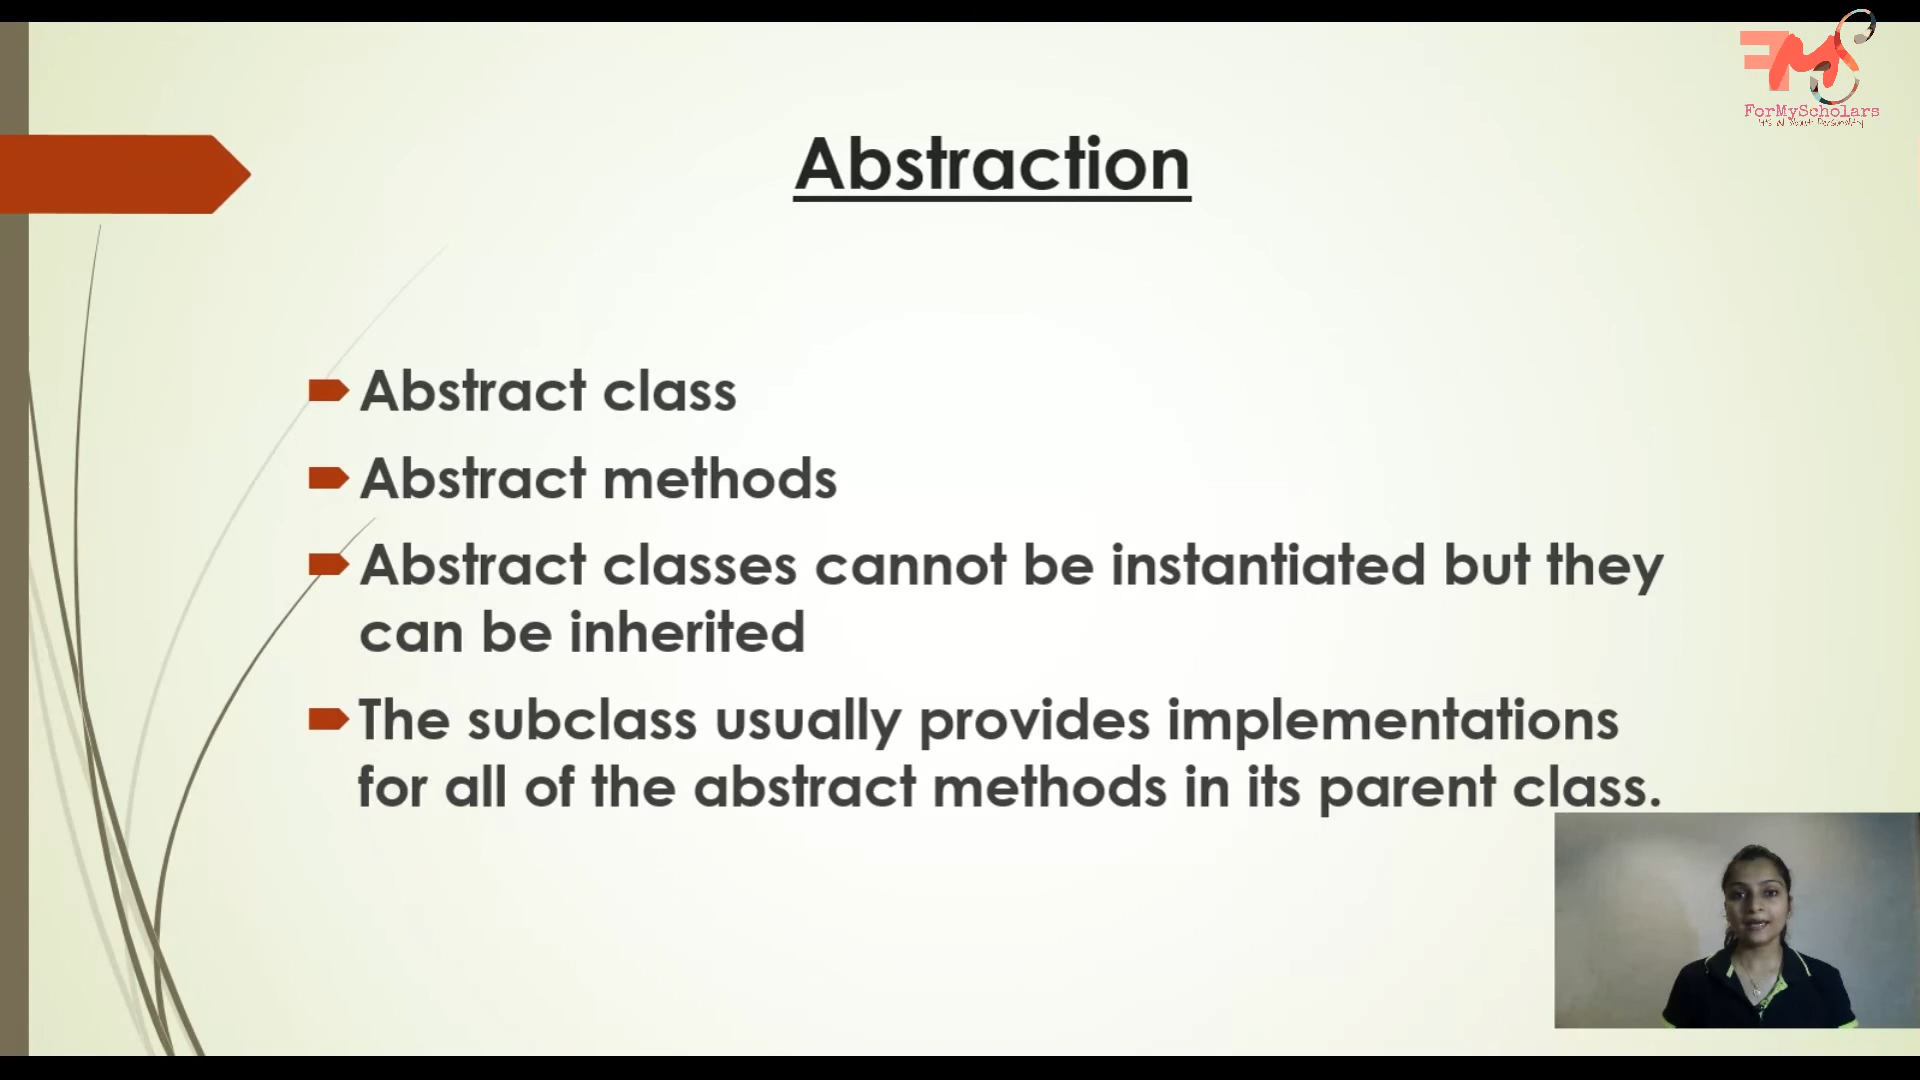 ForMyScholars
Abstraction
Abstract class
Abstract methods
Abstract classes cannot be instantiated but they
can be inherited
The subclass usually provides implementations
for all of the abstract methods in its parent class.